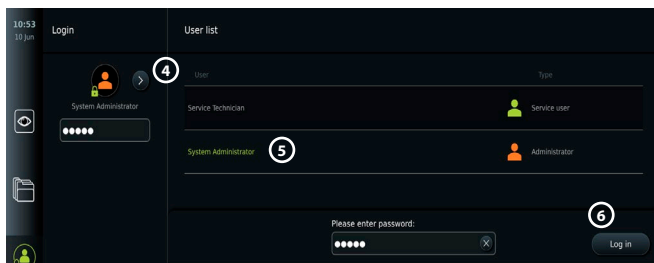 10:53
10 Jun
Login
User list
4
User
Type
System Administrator
Service Technician
Service user
●●●●●
System Administrator
5
Administrator
6
Please enter password:
●●●●●
Log in